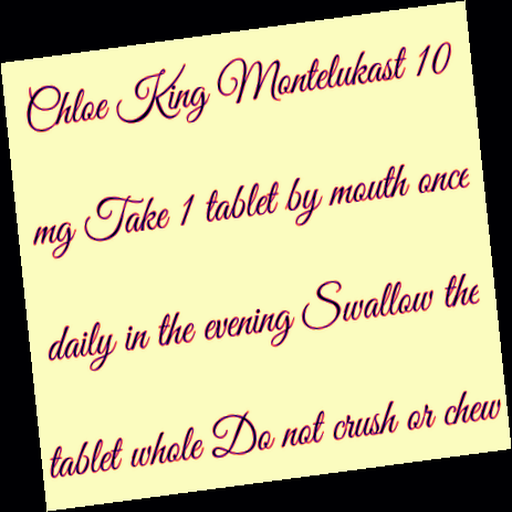 Chloe King Montelukast 10
mg Take 1 tablet by mouth once
daily in the evening Swallow the
tablet whole Do not crush or chew